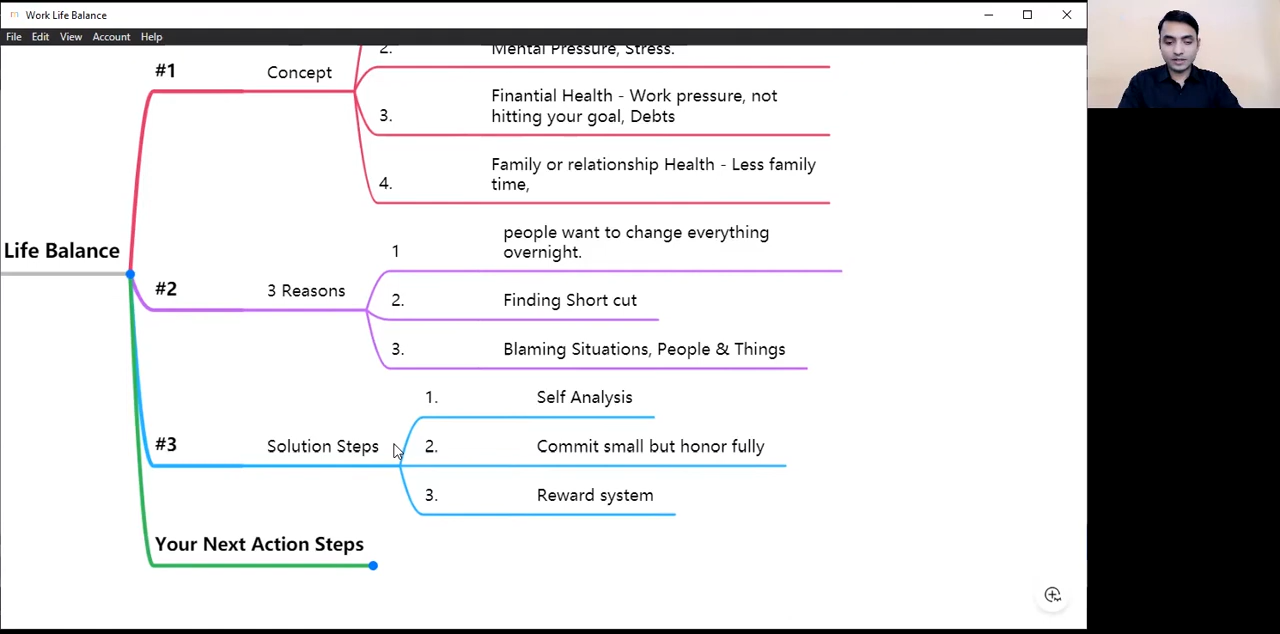 m Work Life Balance
File Edit View Account Help
2. Mental Pressure, Stress.
#1 Concept
3. Finantial Health - Work pressure, not
hitting your goal, Debts
4. Family or relationship Health - Less family
time,
Life Balance
#2 3 Reasons
1 people want to change everything
overnight.
2. Finding Short cut
3. Blaming Situations, People & Things
#3 Solution Steps
1. Self Analysis
2. Commit small but honor fully
3. Reward system
Your Next Action Steps